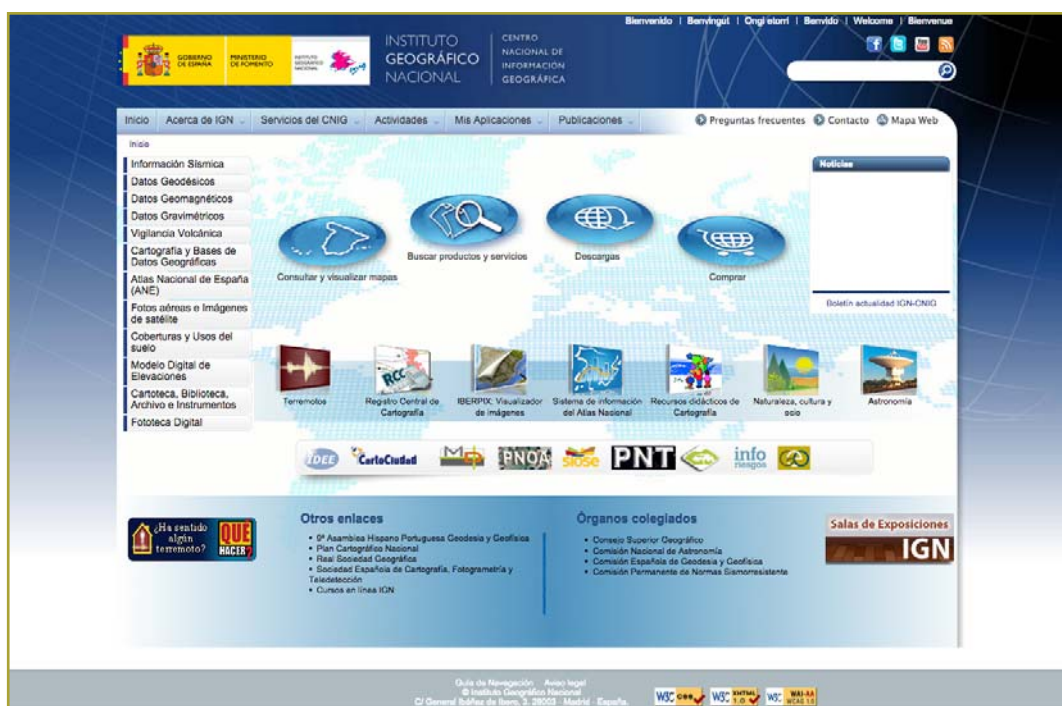 Bienvenido | Benvingut | Ongi etorri | Benvido | Welcome | Bienvenue
GOBIERNO
DE ESPAÑA
MINISTERIO
DE FOMENTO
INSTITUTO
GEOGRÁFICO
NACIONAL
INSTITUTO
GEOGRÁFICO
NACIONAL
CENTRO
NACIONAL DE
INFORMACIÓN
GEOGRÁFICA
Inicio
Acerca de IGN
Servicios del CNIG
Actividades
Mis Aplicaciones
Publicaciones
Preguntas frecuentes
Contacto
Mapa Web
Inicio
Información Sísmica
Datos Geodésicos
Datos Geomagnéticos
Datos Gravimétricos
Vigilancia Volcánica
Cartografía y Bases de
Datos Geográficas
Atlas Nacional de España
(ANE)
Fotos aéreas e Imágenes
de satélite
Coberturas y Usos del
suelo
Modelo Digital de
Elevaciones
Cartoteca, Biblioteca,
Archivo e Instrumentos
Fototeca Digital
Consultar y visualizar mapas
Buscar productos y servicios
Descargas
Comprar
Noticias
Boletín actualidad IGN-CNIG
RCC
Terremotos
Registro Central de
Cartografía
IBERPIX: Visualizador
de imágenes
Sistema de información
del Atlas Nacional
Recursos didácticos de
Cartografía
Naturaleza, cultura y
ocio
Astronomía
iDEE
CartoCiudad
PNOA
siose
PNT
info
riesgos
¿Ha sentido
algún
terremoto?
QUÉ
HACER?
Otros enlaces
• 9ª Asamblea Hispano Portuguesa Geodesia y Geofísica
• Plan Cartográfico Nacional
• Real Sociedad Geográfica
• Sociedad Española de Cartografía, Fotogrametría y
Teledetección
• Cursos en línea IGN
Órganos colegiados
• Consejo Superior Geográfico
• Comisión Nacional de Astronomía
• Comisión Española de Geodesia y Geofísica
• Comisión Permanente de Normas Sismorresistente
Salas de Exposiciones
IGN
Guía de Navegación Aviso legal
© Instituto Geográfico Nacional
C/ General Ibáñez de Ibero, 3. 28003 - Madrid - España.
W3C css
W3C XHTML
1.0
W3C WAI-AA
WCAG 1.0